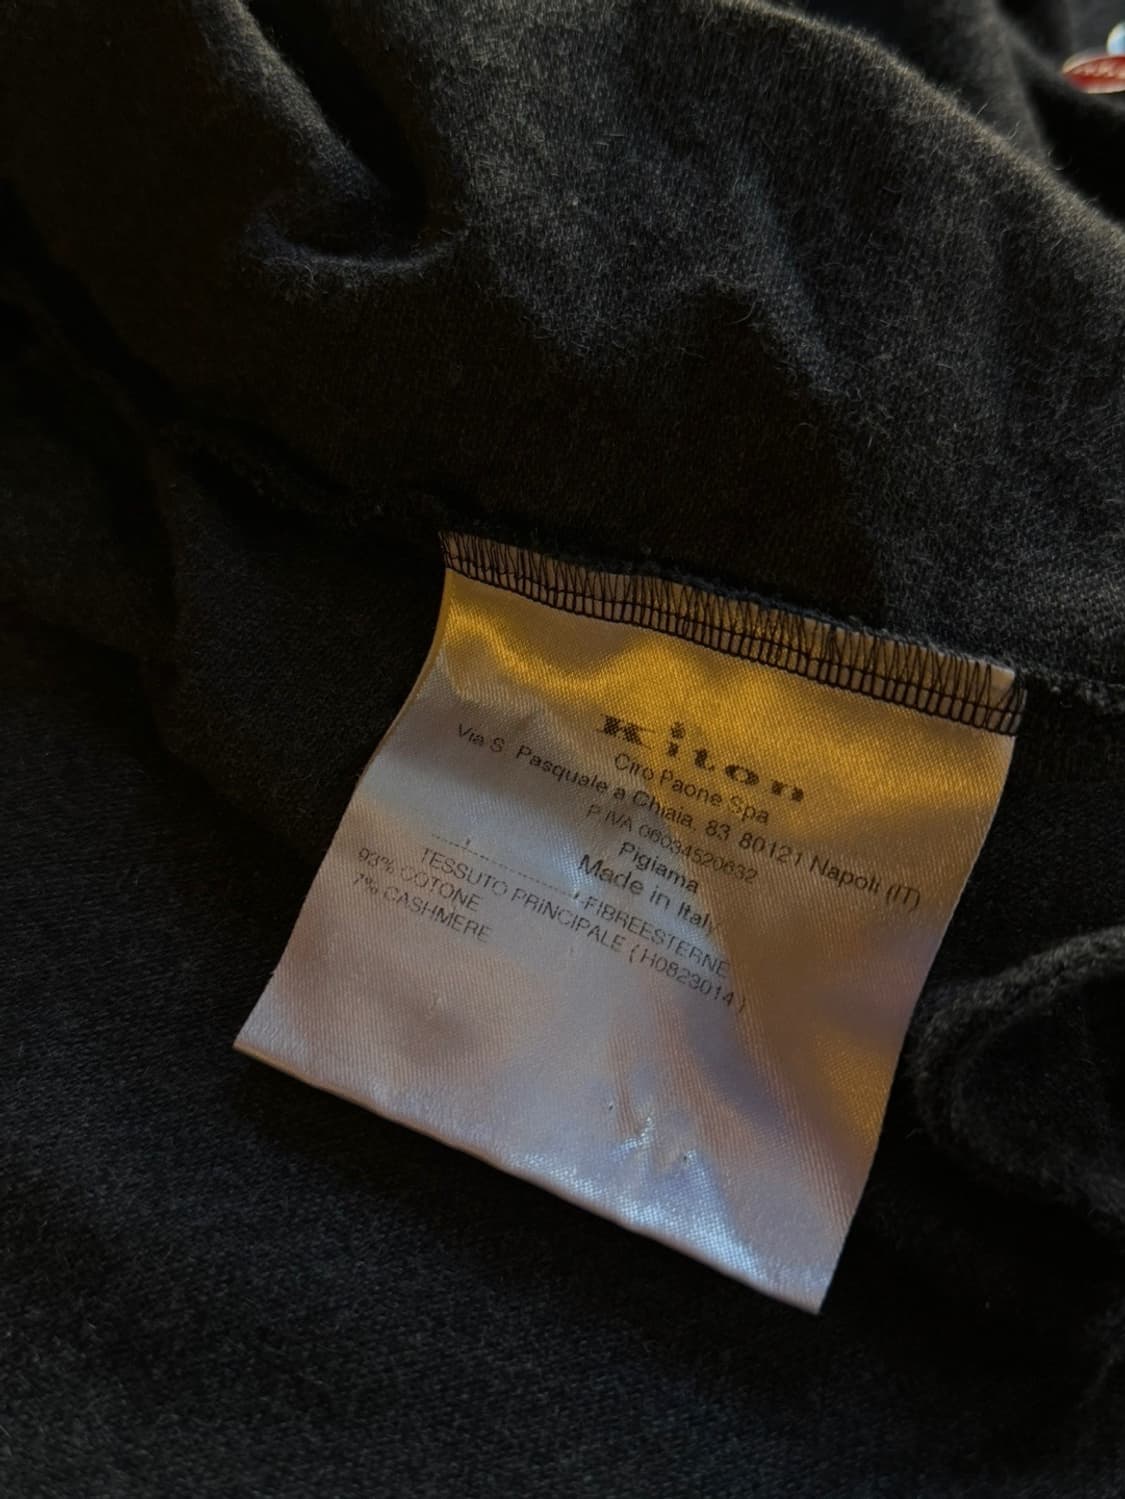 Kiton
Ciro Paone Spa
Via S. Pasquale a Chiaia, 83 80121 Napoli (IT)
P.IVA 06034520632
Pigiama
Made in Italy
FIBREESTERNE
TESSUTO PRINCIPALE (H0823014)
93% COTONE
7% CASHMERE